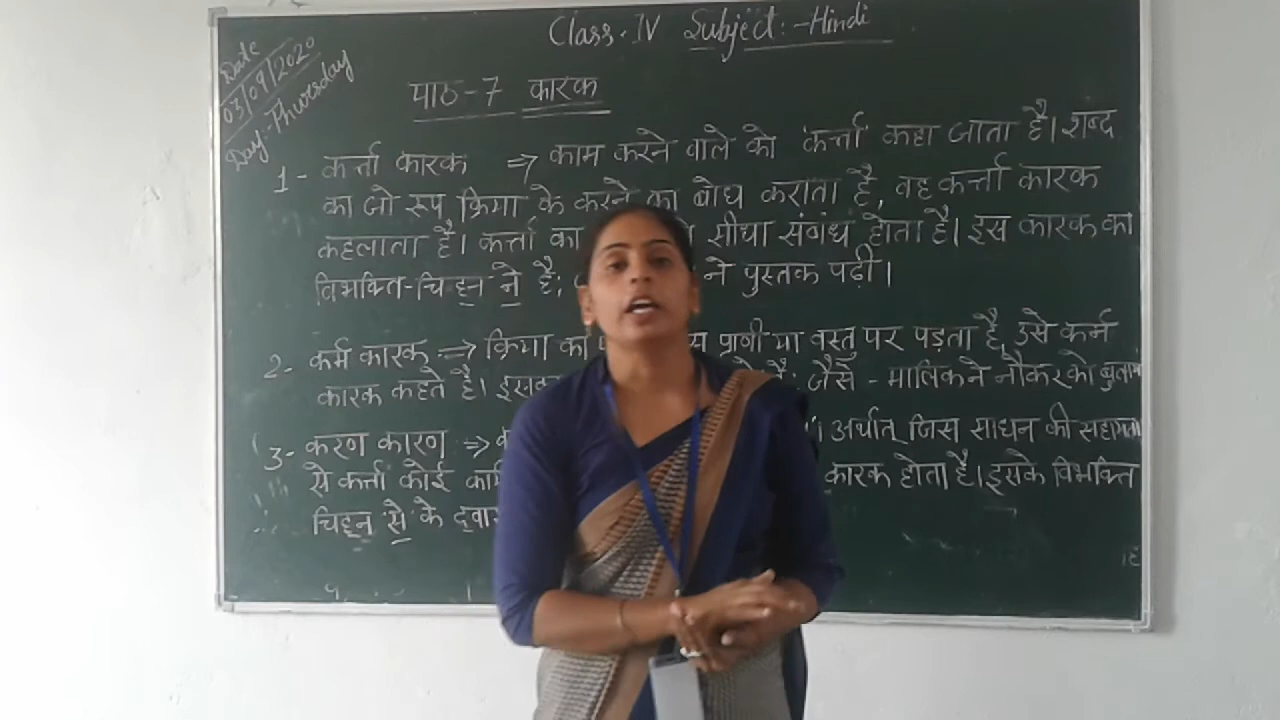 Date
03/09/2020
Day:-Thursday
Class-IV Subject:-Hindi
पाठ-7 कारक
1- कर्त्ता कारक ⇒ काम करने वाले को 'कर्त्ता' कहा जाता है। शब्द
का जो रूप क्रिया के करने का बोध कराता है, वह कर्त्ता कारक
कहलाता है। कर्त्ता का सीधा संबंध होता है। इस कारक का
विभक्ति-चिह्न ने है; ने पुस्तक पढ़ी।
2- कर्म कारक ⇒ क्रिया का प्राणी या वस्तु पर पड़ता है, उसे कर्म
कारक कहते है। जैसे - मालिक ने नौकर को
3- करण कारण ⇒ अर्थात् जिस साधन की
से कर्त्ता कोई कारक होता है। इसके विभक्ति
चिह्न 'से' के